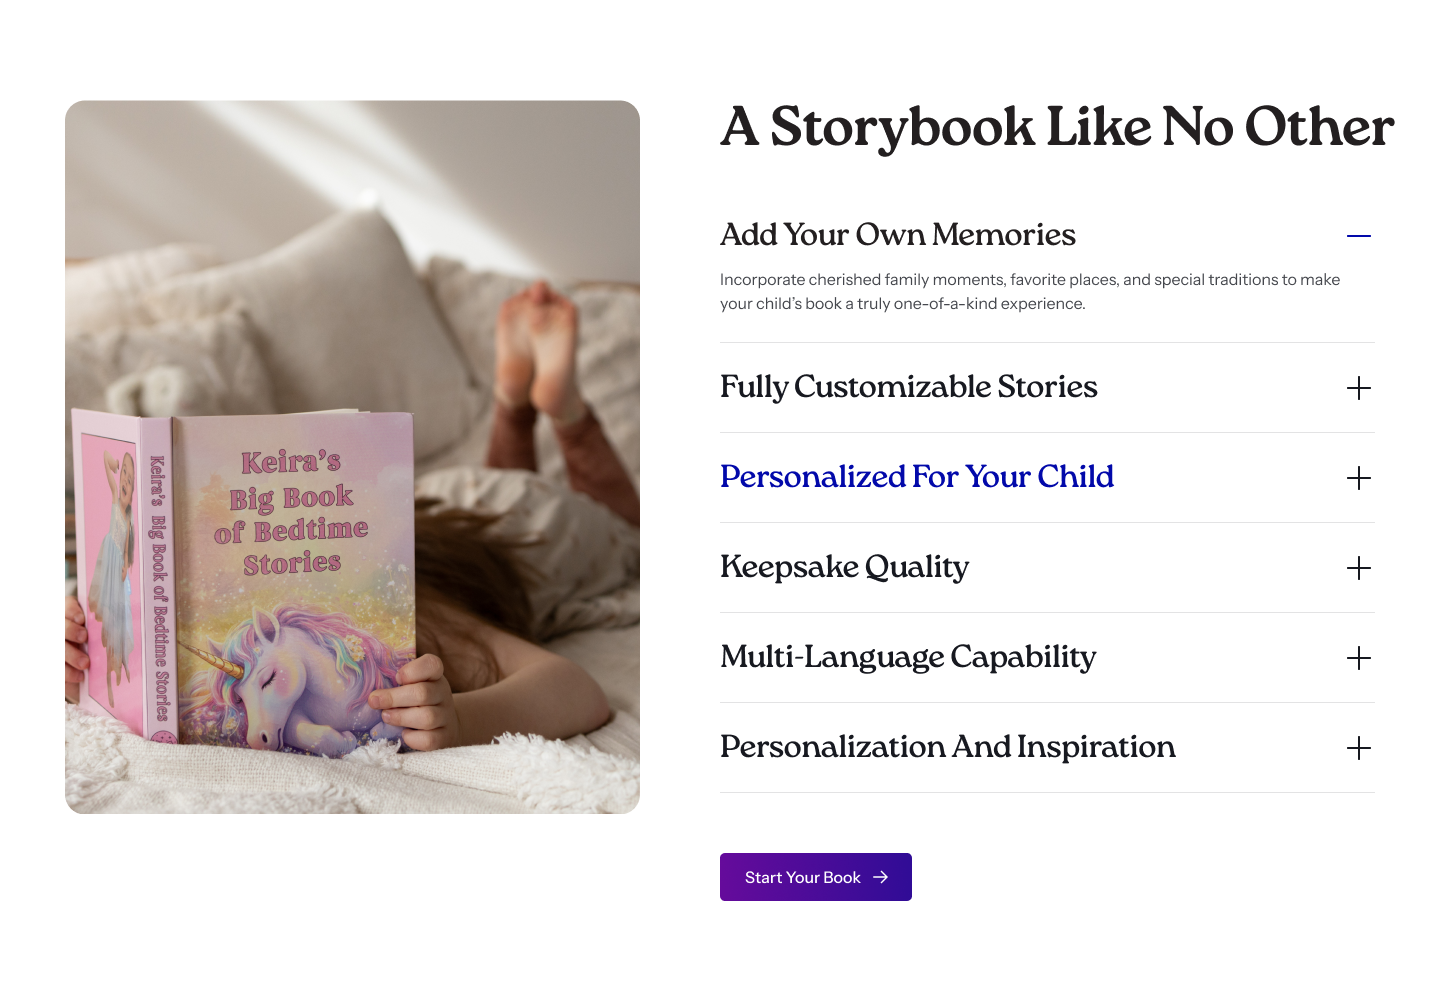 A Storybook Like No Other
Add Your Own Memories
Incorporate cherished family moments, favorite places, and special traditions to make
your child’s book a truly one-of-a-kind experience.
Fully Customizable Stories
Personalized For Your Child
Keepsake Quality
Multi-Language Capability
Personalization And Inspiration
Start Your Book
Keira’s Big Book of Bedtime Stories
Keira’s
Big Book
of Bedtime
Stories